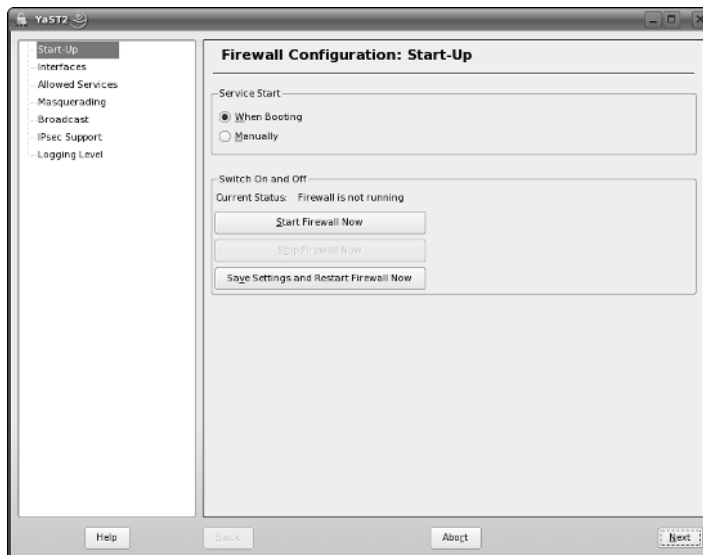 YaST2
Start-Up
Interfaces
Allowed Services
Masquerading
Broadcast
IPsec Support
Logging Level
Firewall Configuration: Start-Up
Service Start
When Booting
Manually
Switch On and Off
Current Status: Firewall is not running
Start Firewall Now
Stop Firewall Now
Save Settings and Restart Firewall Now
Help
Back
Abort
Next